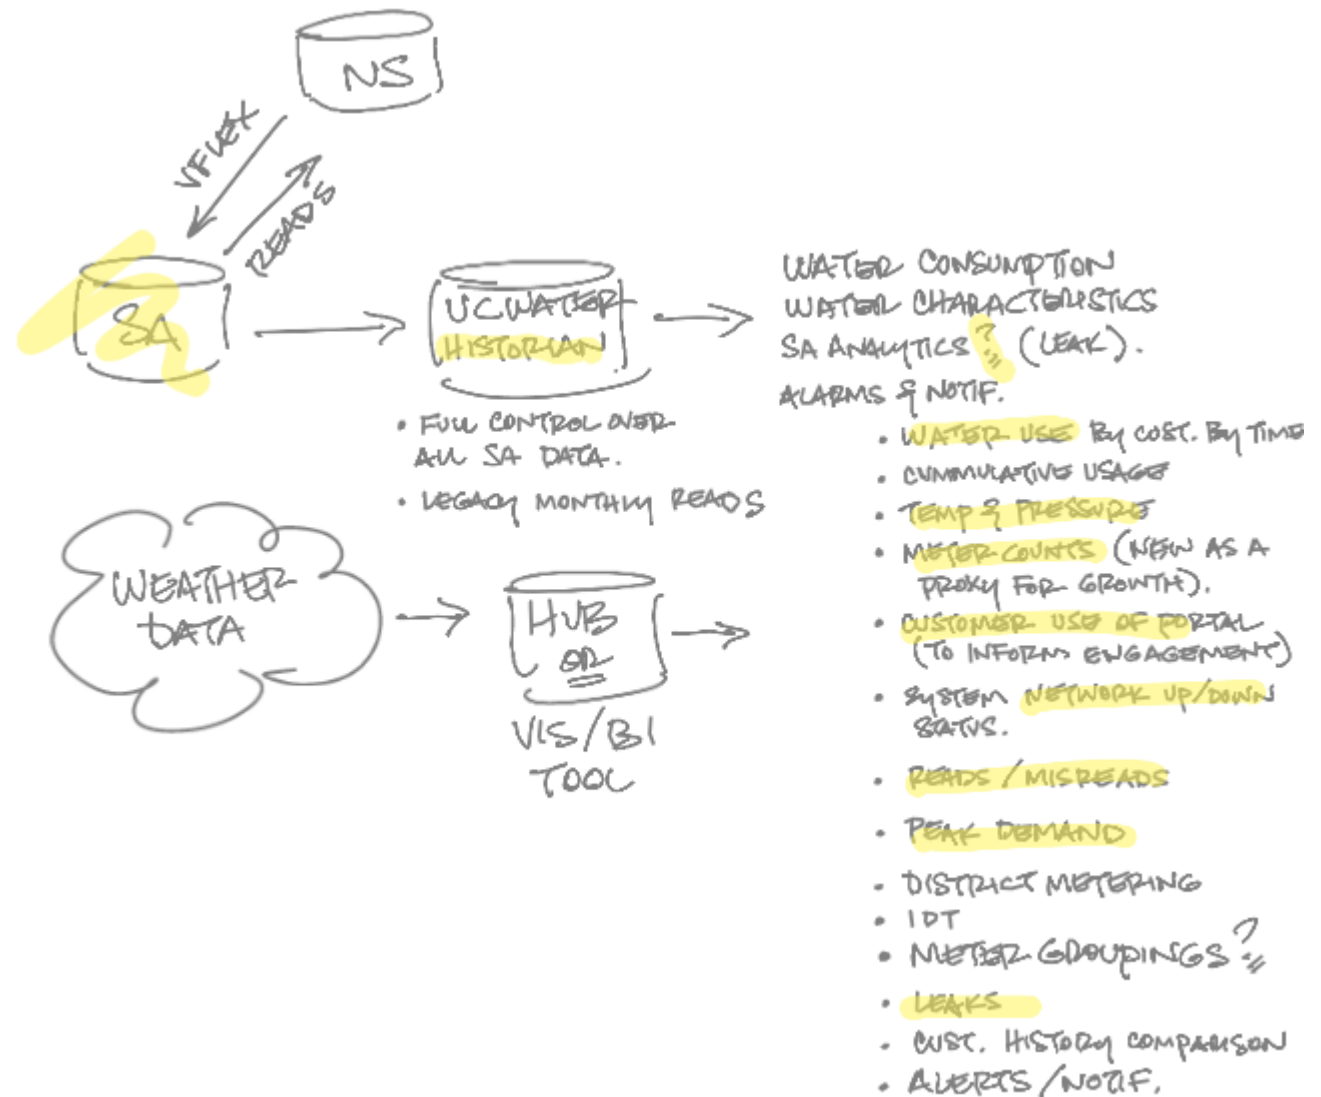 NS
VFLEX
READS
SA
UCWATER
HISTORIAN
• FULL CONTROL OVER
ALL SA DATA.
• LEGACY MONTHLY READS
WEATHER
DATA
HUB
OR
VIS/BI
TOOL
WATER CONSUMPTION
WATER CHARACTERISTICS
SA ANALYTICS ? (LEAK).
ALARMS & NOTIF.
• WATER USE BY CUST. BY TIME
• CUMMULATIVE USAGE
• TEMP & PRESSURE
• METER COUNTS (NEW AS A
PROXY FOR GROWTH).
• CUSTOMER USE OF PORTAL
(TO INFORM ENGAGEMENT)
• SYSTEM NETWORK UP/DOWN
STATUS.
• READS / MISREADS
• PEAK DEMAND
• DISTRICT METERING
• IDT
• METER GROUPINGS ?
• LEAKS
• CUST. HISTORY COMPARISON
• ALERTS / NOTIF.